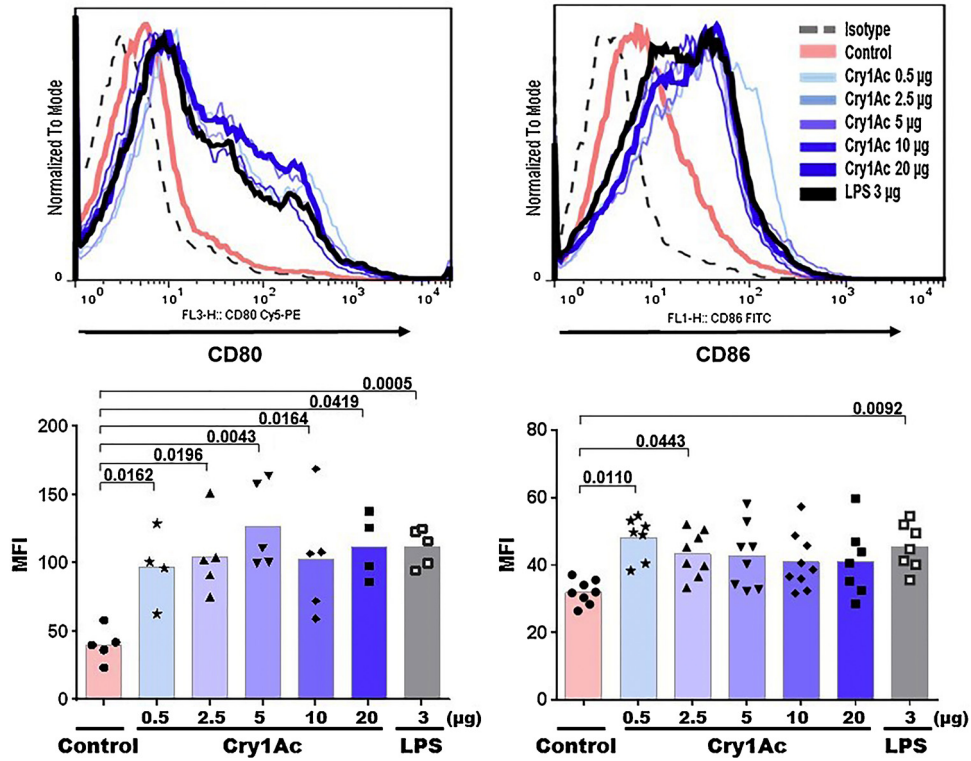 Normalized To Mode
0
10^0 10^1 10^2 10^3 10^4
FL3-H:: CD80 Cy5-PE
CD80
Normalized To Mode
0
10^0 10^1 10^2 10^3 10^4
FL1-H:: CD86 FITC
CD86
Isotype
Control
Cry1Ac 0.5 µg
Cry1Ac 2.5 µg
Cry1Ac 5 µg
Cry1Ac 10 µg
Cry1Ac 20 µg
LPS 3 µg
MFI
200
150
100
50
0
0.0005
0.0419
0.0164
0.0043
0.0196
0.0162
0.5 2.5 5 10 20 3 (µg)
Control Cry1Ac LPS
MFI
80
60
40
20
0
0.0092
0.0443
0.0110
0.5 2.5 5 10 20 3 (µg)
Control Cry1Ac LPS